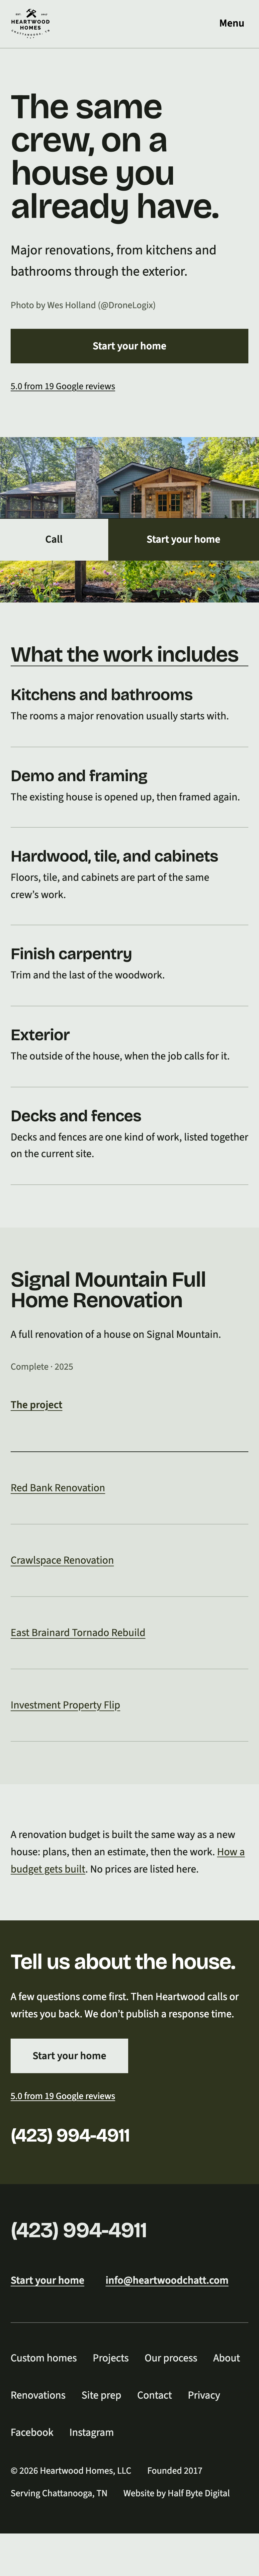 HEARTWOOD
HOMES
Menu
The same
crew, on a
house you
already have.
Major renovations, from kitchens and
bathrooms through the exterior.
Photo by Wes Holland (@DroneLogix)
Start your home
5.0 from 19 Google reviews
Call
Start your home
What the work includes
Kitchens and bathrooms
The rooms a major renovation usually starts with.
Demo and framing
The existing house is opened up, then framed again.
Hardwood, tile, and cabinets
Floors, tile, and cabinets are part of the same
crew’s work.
Finish carpentry
Trim and the last of the woodwork.
Exterior
The outside of the house, when the job calls for it.
Decks and fences
Decks and fences are one kind of work, listed together
on the current site.
Signal Mountain Full
Home Renovation
A full renovation of a house on Signal Mountain.
Complete · 2025
The project
Red Bank Renovation
Crawlspace Renovation
East Brainard Tornado Rebuild
Investment Property Flip
A renovation budget is built the same way as a new
house: plans, then an estimate, then the work. How a
budget gets built. No prices are listed here.
Tell us about the house.
A few questions come first. Then Heartwood calls or
writes you back. We don’t publish a response time.
Start your home
5.0 from 19 Google reviews
(423) 994-4911
(423) 994-4911
Start your home info@heartwoodchatt.com
Custom homes Projects Our process About
Renovations Site prep Contact Privacy
Facebook Instagram
© 2026 Heartwood Homes, LLC Founded 2017
Serving Chattanooga, TN Website by Half Byte Digital